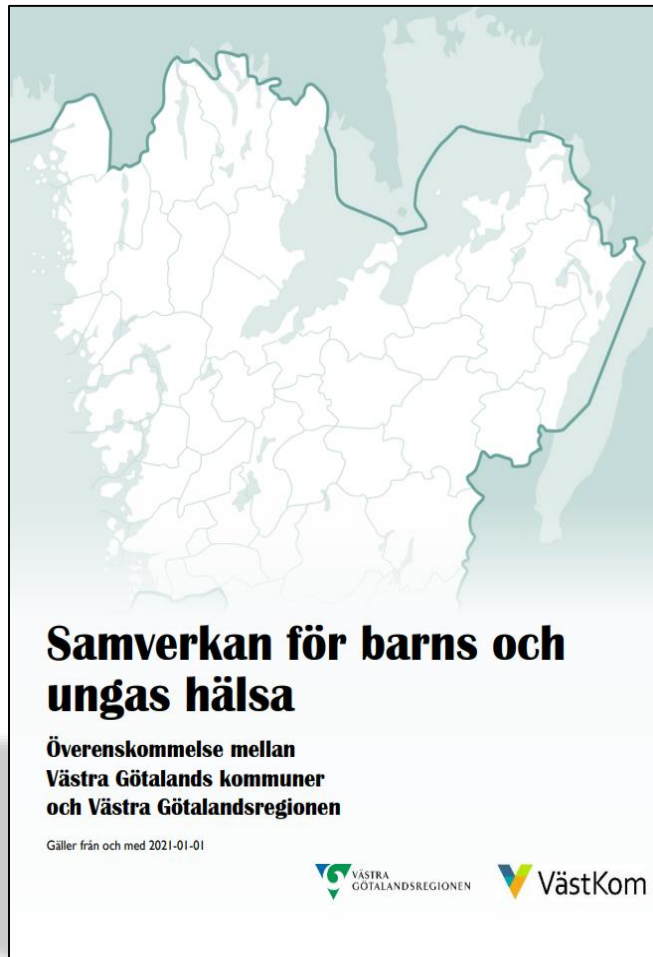 Samverkan för barns och
ungas hälsa
Överenskommelse mellan
Västra Götalands kommuner
och Västra Götalandsregionen
Gäller från och med 2021-01-01
VÄSTRA
GÖTALANDSREGIONEN
VästKom